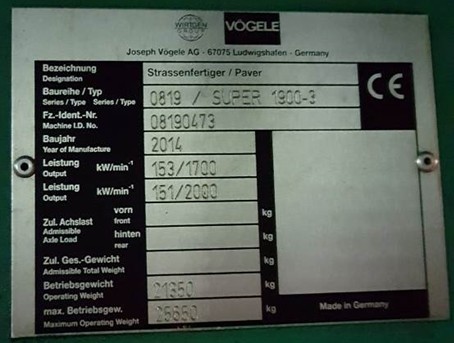 WIRTGEN GROUP
VÖGELE
Joseph Vögele AG - 67075 Ludwigshafen - Germany
Bezeichnung Strassenfertiger / Paver
Designation
CE
Baureihe / Typ 0819 / SUPER 1900-3
Series / Type Series / Type
Fz.-Ident.-Nr. 08190473
Machine I.D. No.
Baujahr 2014
Year of Manufacture
Leistung kW/min⁻¹ 153/1700
Output
Leistung kW/min⁻¹ 151/2000
Output
vorn kg
Zul. Achslast front
Admissible hinten kg
Axle Load rear
Zul. Ges.-Gewicht kg
Admissible Total Weight
Betriebsgewicht 21350 kg
Operating Weight
max. Betriebsgew. kg Made in Germany
Maximum Operating Weight